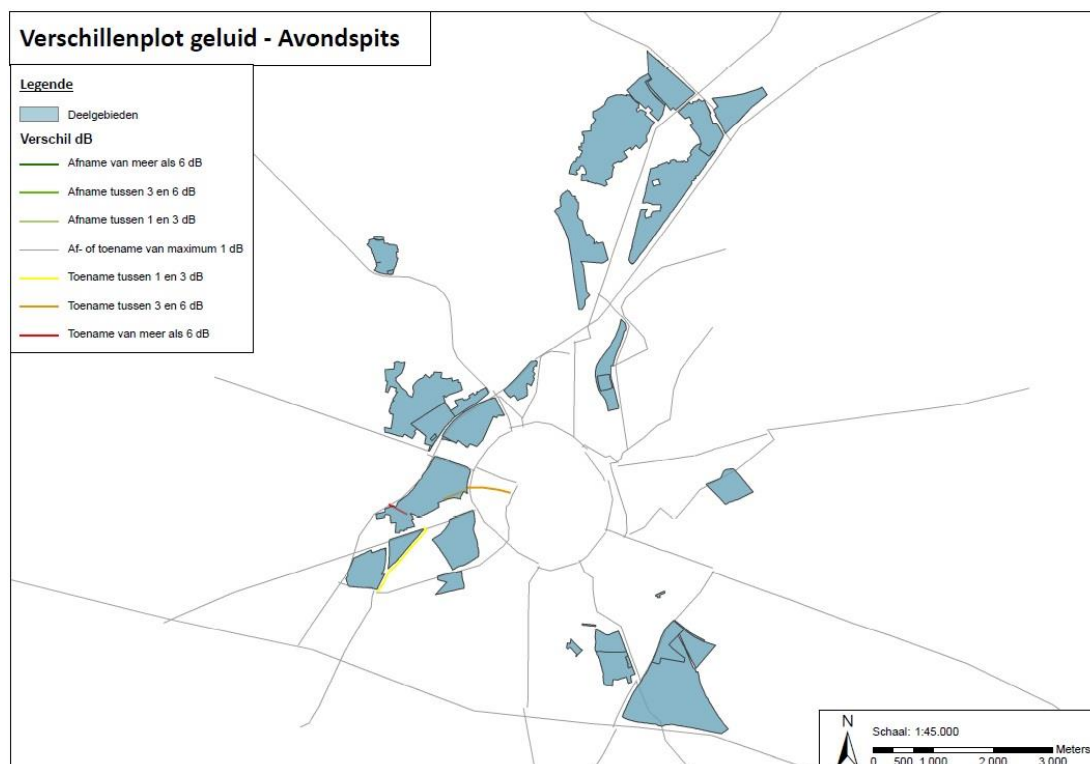 Verschillenplot geluid - Avondspits
Legende
Deelgebieden
Verschil dB
Afname van meer als 6 dB
Afname tussen 3 en 6 dB
Afname tussen 1 en 3 dB
Af- of toename van maximum 1 dB
Toename tussen 1 en 3 dB
Toename tussen 3 en 6 dB
Toename van meer als 6 dB
N
Schaal: 1:45.000
Meters
0 500 1.000 2.000 3.000